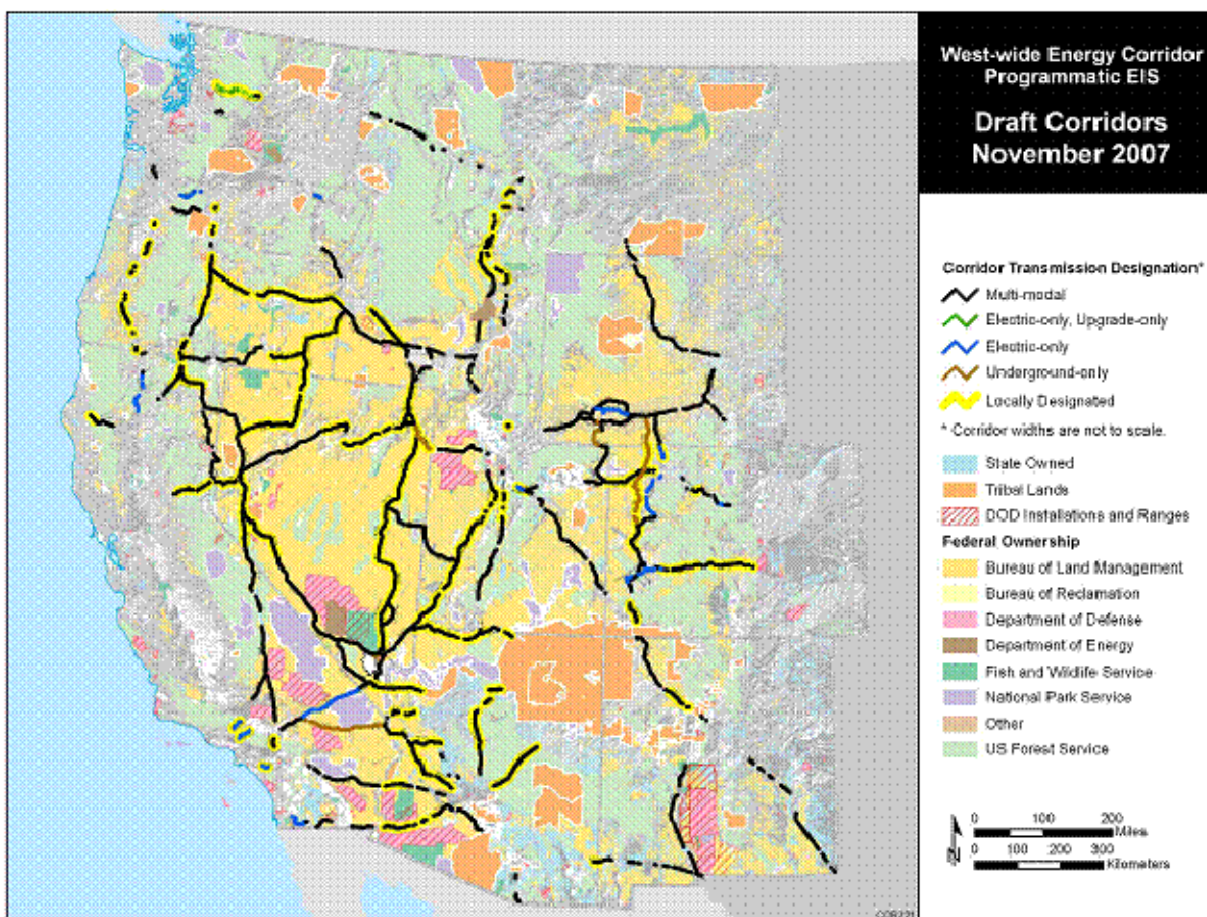 West-wide Energy Corridor
Programmatic EIS
Draft Corridors
November 2007
Corridor Transmission Designation*
Multi-modal
Electric-only, Upgrade-only
Electric-only
Underground-only
Locally Designated
* Corridor widths are not to scale.
State Owned
Tribal Lands
DOD Installations and Ranges
Federal Ownership
Bureau of Land Management
Bureau of Reclamation
Department of Defense
Department of Energy
Fish and Wildlife Service
National Park Service
Other
US Forest Service
N
0 100 200
Miles
0 100 200 300
Kilometers